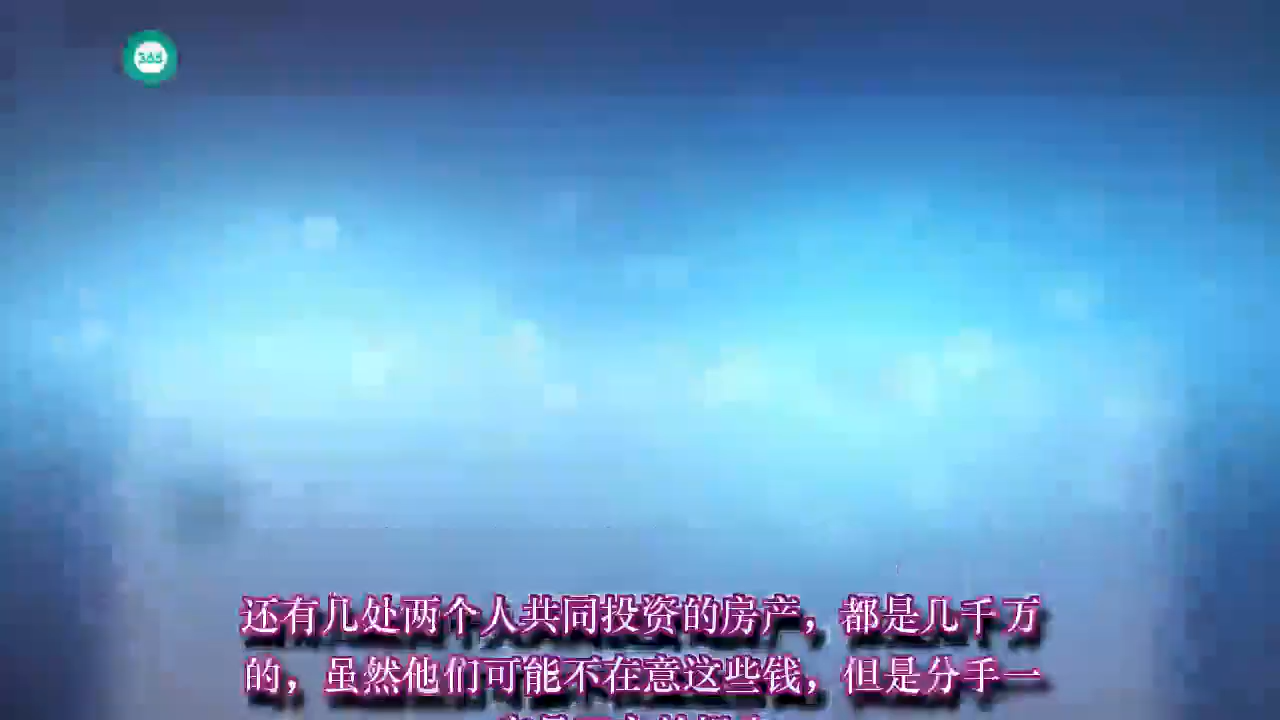 365
还有几处两个人共同投资的房产，都是几千万
的，虽然他们可能不在意这些钱，但是分手一